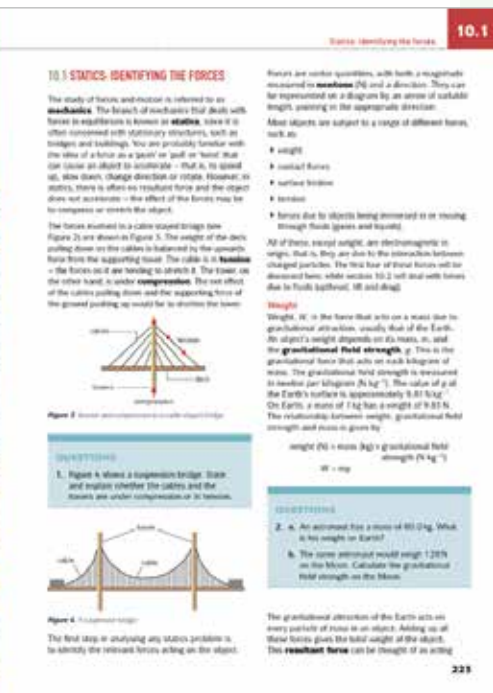 Statics: identifying the forces
10.1
10.1 STATICS: IDENTIFYING THE FORCES
The study of forces and motion is referred to as
mechanics. The branch of mechanics that deals with
forces in equilibrium is known as statics, since it is
often concerned with stationary structures, such as
bridges and buildings. You are probably familiar with
the idea of a force as a 'push' or 'pull' or 'twist' that
can cause an object to accelerate – that is, to speed
up, slow down, change direction or rotate. However, in
statics, there is often no resultant force and the object
does not accelerate – the effect of the forces may be
to compress or stretch the object.
The forces involved in a cable-stayed bridge (see
Figure 2) are shown in Figure 3. The weight of the deck
pulling down on the cables is balanced by the upwards
force from the supporting tower. The cable is in tension
– the forces on it are tending to stretch it. The tower, on
the other hand, is under compression. The net effect
of the cables pulling down and the supporting force of
the ground pushing up would be to shorten the tower.
cables
tension
deck
towers
compression
Figure 3 Tension and compression in a cable-stayed bridge
QUESTIONS
1. Figure 4 shows a suspension bridge. State
and explain whether the cables and the
towers are under compression or in tension.
towers
cable
cable
Figure 4 A suspension bridge
The first step in analysing any statics problem is
to identify the relevant forces acting on the object.
Forces are vector quantities, with both a magnitude
measured in newtons (N) and a direction. They can
be represented on a diagram by an arrow of suitable
length, pointing in the appropriate direction.
Most objects are subject to a range of different forces,
such as:
weight
contact forces
surface friction
tension
forces due to objects being immersed in or moving
through fluids (gases and liquids).
All of these, except weight, are electromagnetic in
origin, that is, they are due to the interaction between
charged particles. The first four of these forces will be
discussed here, while section 10.2 will deal with forces
due to fluids (upthrust, lift and drag).
Weight
Weight, W, is the force that acts on a mass due to
gravitational attraction, usually that of the Earth.
An object's weight depends on its mass, m, and
the gravitational field strength, g. This is the
gravitational force that acts on each kilogram of
mass. The gravitational field strength is measured
in newton per kilogram (N kg⁻¹). The value of g at
the Earth's surface is approximately 9.81 N kg⁻¹.
On Earth, a mass of 1 kg has a weight of 9.81 N.
The relationship between weight, gravitational field
strength and mass is given by
weight (N) = mass (kg) × gravitational field
strength (N kg⁻¹)
W = mg
QUESTIONS
2. a. An astronaut has a mass of 80.0 kg. What
is his weight on Earth?
b. The same astronaut would weigh 128 N
on the Moon. Calculate the gravitational
field strength on the Moon.
The gravitational attraction of the Earth acts on
every particle of mass in an object. Adding up all
these forces gives the total weight of the object.
This resultant force can be thought of as acting
225